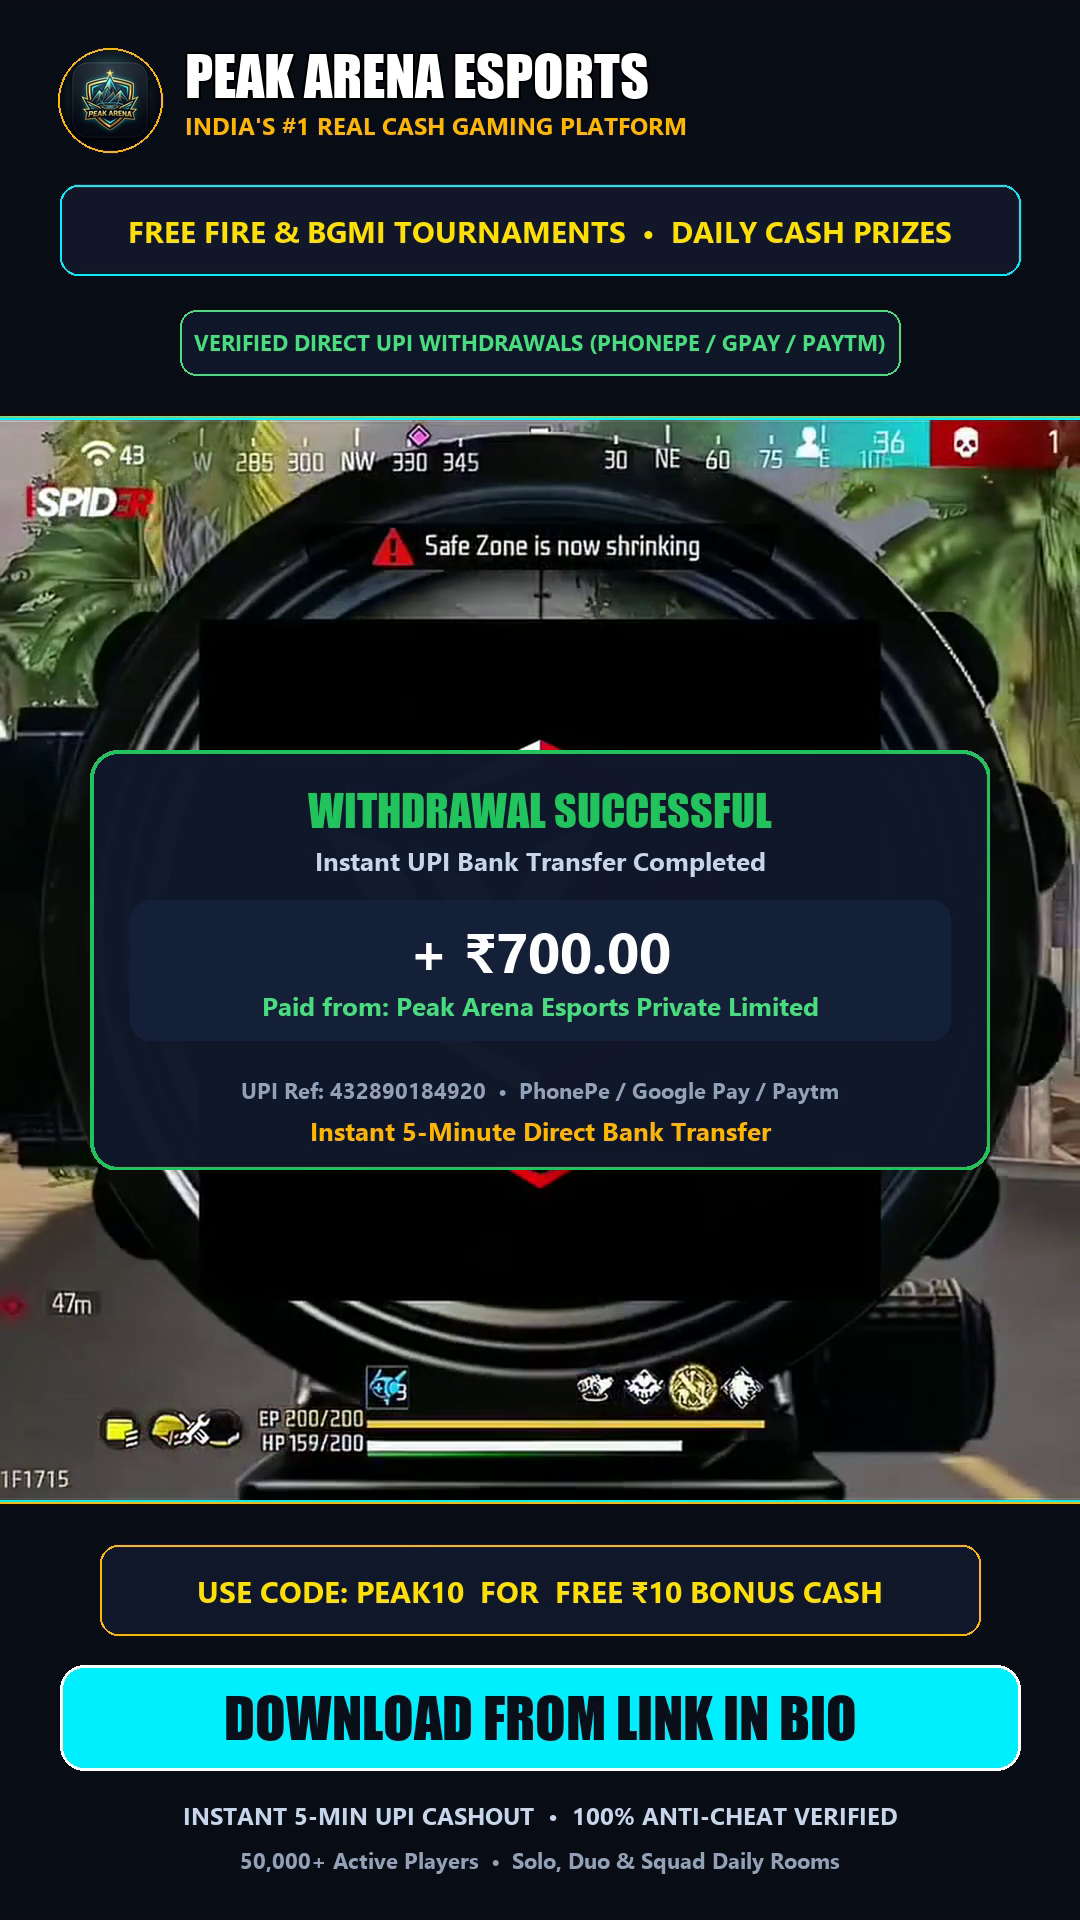 PEAK ARENA
PEAK ARENA ESPORTS
INDIA'S #1 REAL CASH GAMING PLATFORM
FREE FIRE & BGMI TOURNAMENTS • DAILY CASH PRIZES
VERIFIED DIRECT UPI WITHDRAWALS (PHONEPE / GPAY / PAYTM)
43
W 285 300 NW 330 345 30 NE 60 75 E
36
1
SPIDER
Safe Zone is now shrinking
WITHDRAWAL SUCCESSFUL
Instant UPI Bank Transfer Completed
+ ₹700.00
Paid from: Peak Arena Esports Private Limited
UPI Ref: 432890184920 • PhonePe / Google Pay / Paytm
Instant 5-Minute Direct Bank Transfer
47m
3
EP 200/200
HP 159/200
1F1715
USE CODE: PEAK10 FOR FREE ₹10 BONUS CASH
DOWNLOAD FROM LINK IN BIO
INSTANT 5-MIN UPI CASHOUT • 100% ANTI-CHEAT VERIFIED
50,000+ Active Players • Solo, Duo & Squad Daily Rooms